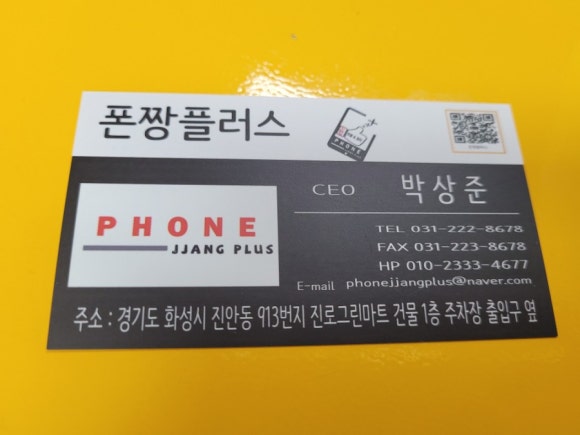 폰짱플러스
PHONE
CEO 박상준
PHONE
JJANG PLUS
TEL 031-222-8678
FAX 031-223-8678
HP 010-2333-4677
E-mail phonejjangplus@naver.com
주소 : 경기도 화성시 진안동 913번지 진로그린마트 건물 1층 주차장 출입구 옆